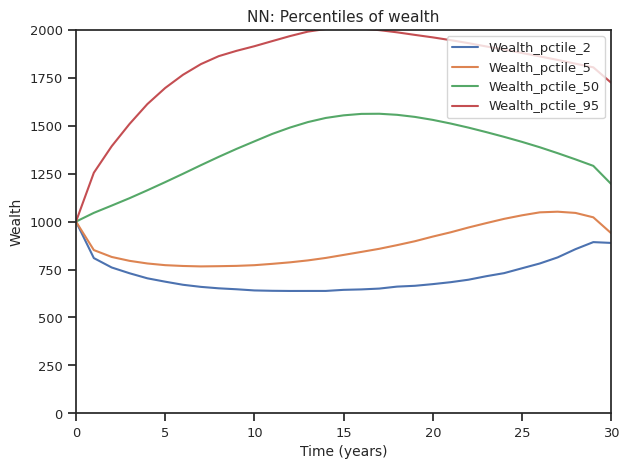 NN: Percentiles of wealth
2000
1750
1500
1250
1000
750
500
250
0
Wealth
Wealth_pctile_2
Wealth_pctile_5
Wealth_pctile_50
Wealth_pctile_95
0 5 10 15 20 25 30
Time (years)